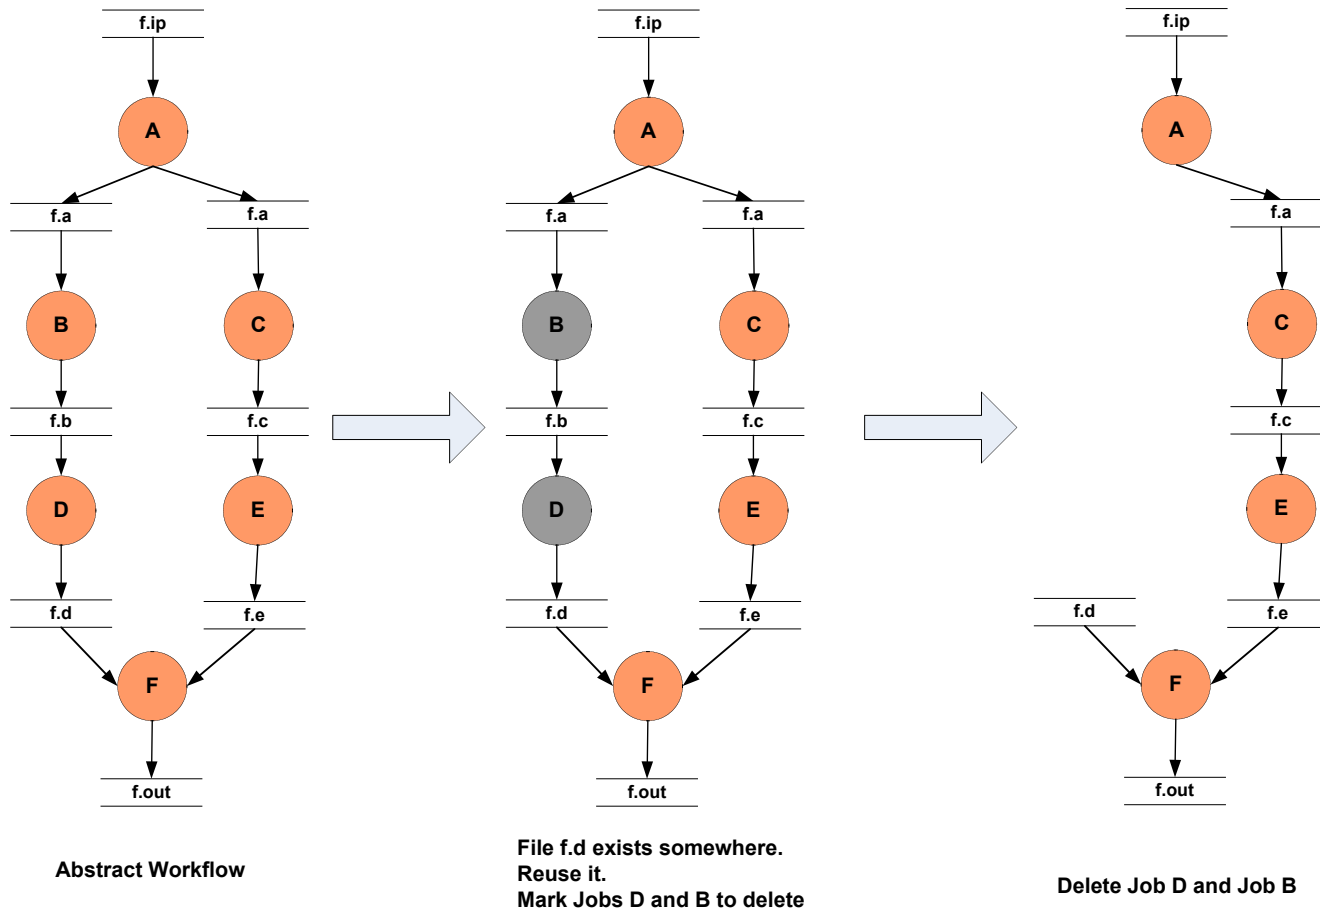 f.ip
A
f.a
f.a
B
C
f.b
f.c
D
E
f.d
f.e
F
f.out
Abstract Workflow
f.ip
A
f.a
f.a
B
C
f.b
f.c
D
E
f.d
f.e
F
f.out
File f.d exists somewhere.
Reuse it.
Mark Jobs D and B to delete
f.ip
A
f.a
C
f.c
E
f.d
f.e
F
f.out
Delete Job D and Job B